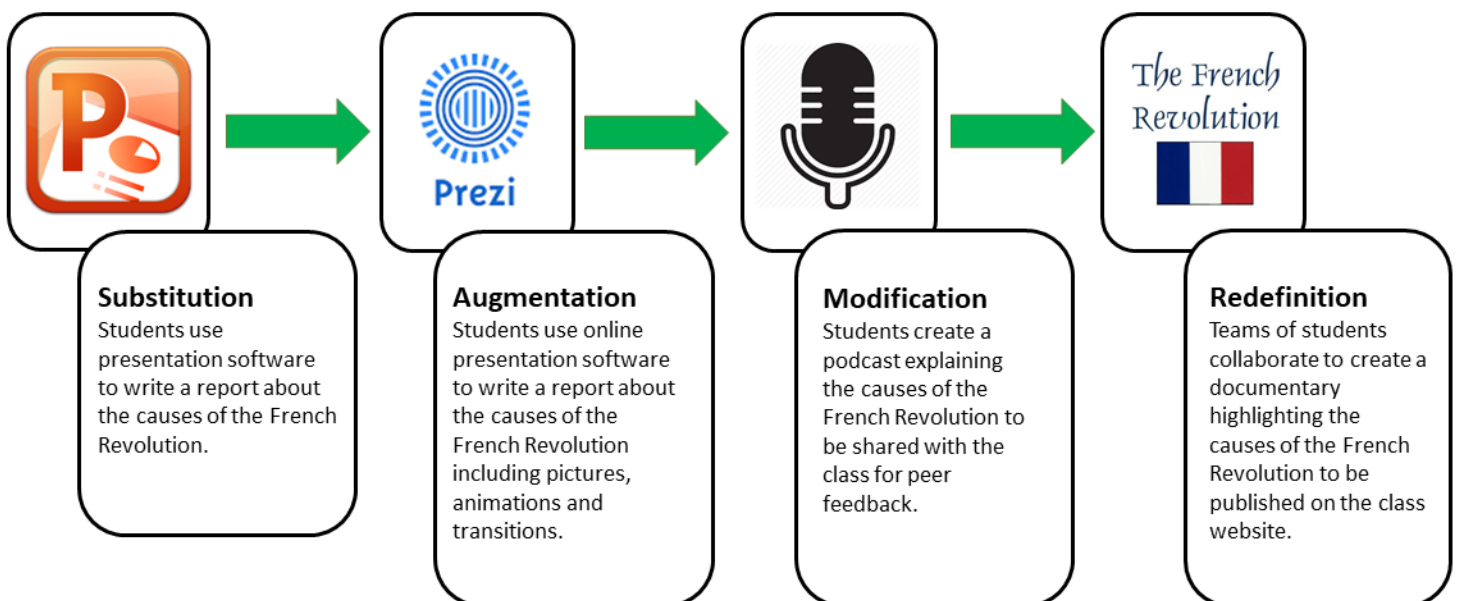 P
Prezi
The French
Revolution
Substitution
Students use
presentation software
to write a report about
the causes of the French
Revolution.
Augmentation
Students use online
presentation software
to write a report about
the causes of the
French Revolution
including pictures,
animations and
transitions.
Modification
Students create a
podcast explaining
the causes of the
French Revolution to
be shared with the
class for peer
feedback.
Redefinition
Teams of students
collaborate to create a
documentary
highlighting the
causes of the French
Revolution to be
published on the class
website.